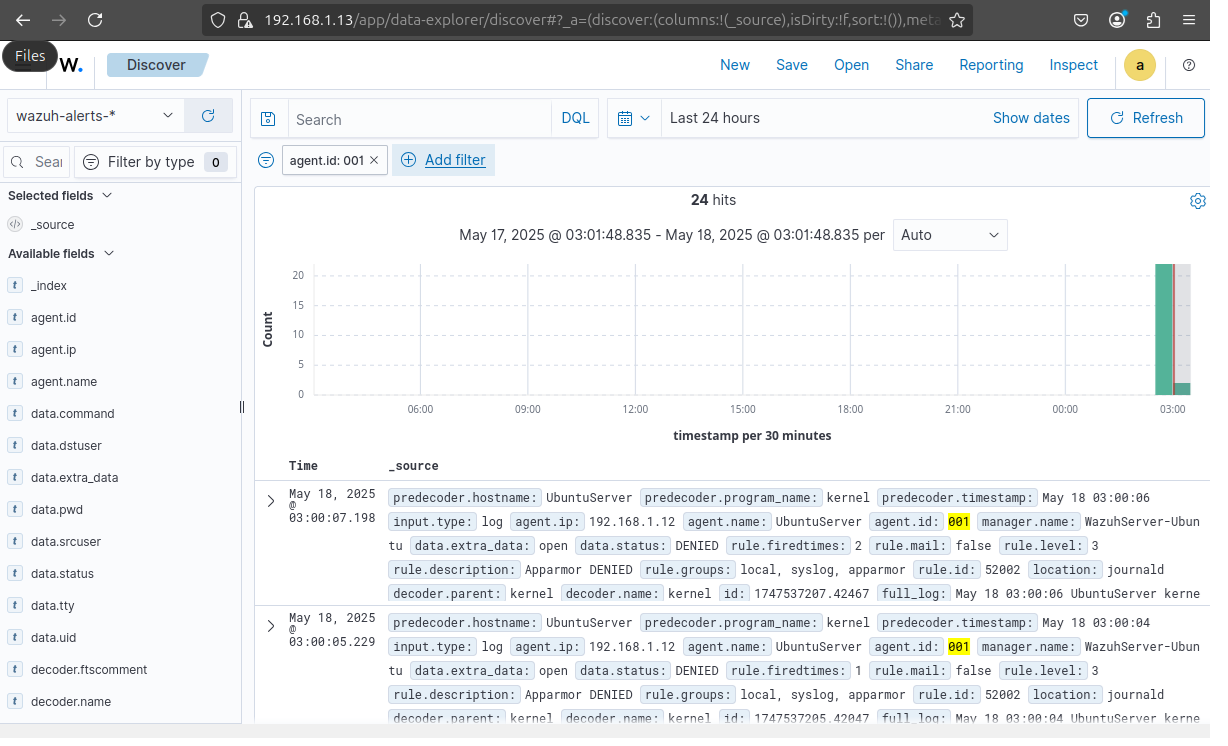 192.168.1.13/app/data-explorer/discover#?_a=(discover:(columns:!(_source),isDirty:!f,sort:!()),meta
Files
W.
Discover
New Save Open Share Reporting Inspect a
wazuh-alerts-*
Search DQL
Last 24 hours Show dates
Refresh
Sear
Filter by type 0
agent.id: 001 Add filter
Selected fields
_source
Available fields
_index
agent.id
agent.ip
agent.name
data.command
data.dstuser
data.extra_data
data.pwd
data.srcuser
data.status
data.tty
data.uid
decoder.ftscomment
decoder.name
24 hits
May 17, 2025 @ 03:01:48.835 - May 18, 2025 @ 03:01:48.835 per Auto
Count
20
15
10
5
0
06:00 09:00 12:00 15:00 18:00 21:00 00:00 03:00
timestamp per 30 minutes
Time _source
May 18, 2025
@
03:00:07.198
predecoder.hostname: UbuntuServer predecoder.program_name: kernel predecoder.timestamp: May 18 03:00:06
input.type: log agent.ip: 192.168.1.12 agent.name: UbuntuServer agent.id: 001 manager.name: WazuhServer-Ubun
tu data.extra_data: open data.status: DENIED rule.firedtimes: 2 rule.mail: false rule.level: 3
rule.description: Apparmor DENIED rule.groups: local, syslog, apparmor rule.id: 52002 location: journald
decoder.parent: kernel decoder.name: kernel id: 1747537207.42467 full_log: May 18 03:00:06 UbuntuServer kerne
May 18, 2025
@
03:00:05.229
predecoder.hostname: UbuntuServer predecoder.program_name: kernel predecoder.timestamp: May 18 03:00:04
input.type: log agent.ip: 192.168.1.12 agent.name: UbuntuServer agent.id: 001 manager.name: WazuhServer-Ubun
tu data.extra_data: open data.status: DENIED rule.firedtimes: 1 rule.mail: false rule.level: 3
rule.description: Apparmor DENIED rule.groups: local, syslog, apparmor rule.id: 52002 location: journald
decoder.parent: kernel decoder.name: kernel id: 1747537205.42047 full_log: May 18 03:00:04 UbuntuServer kerne